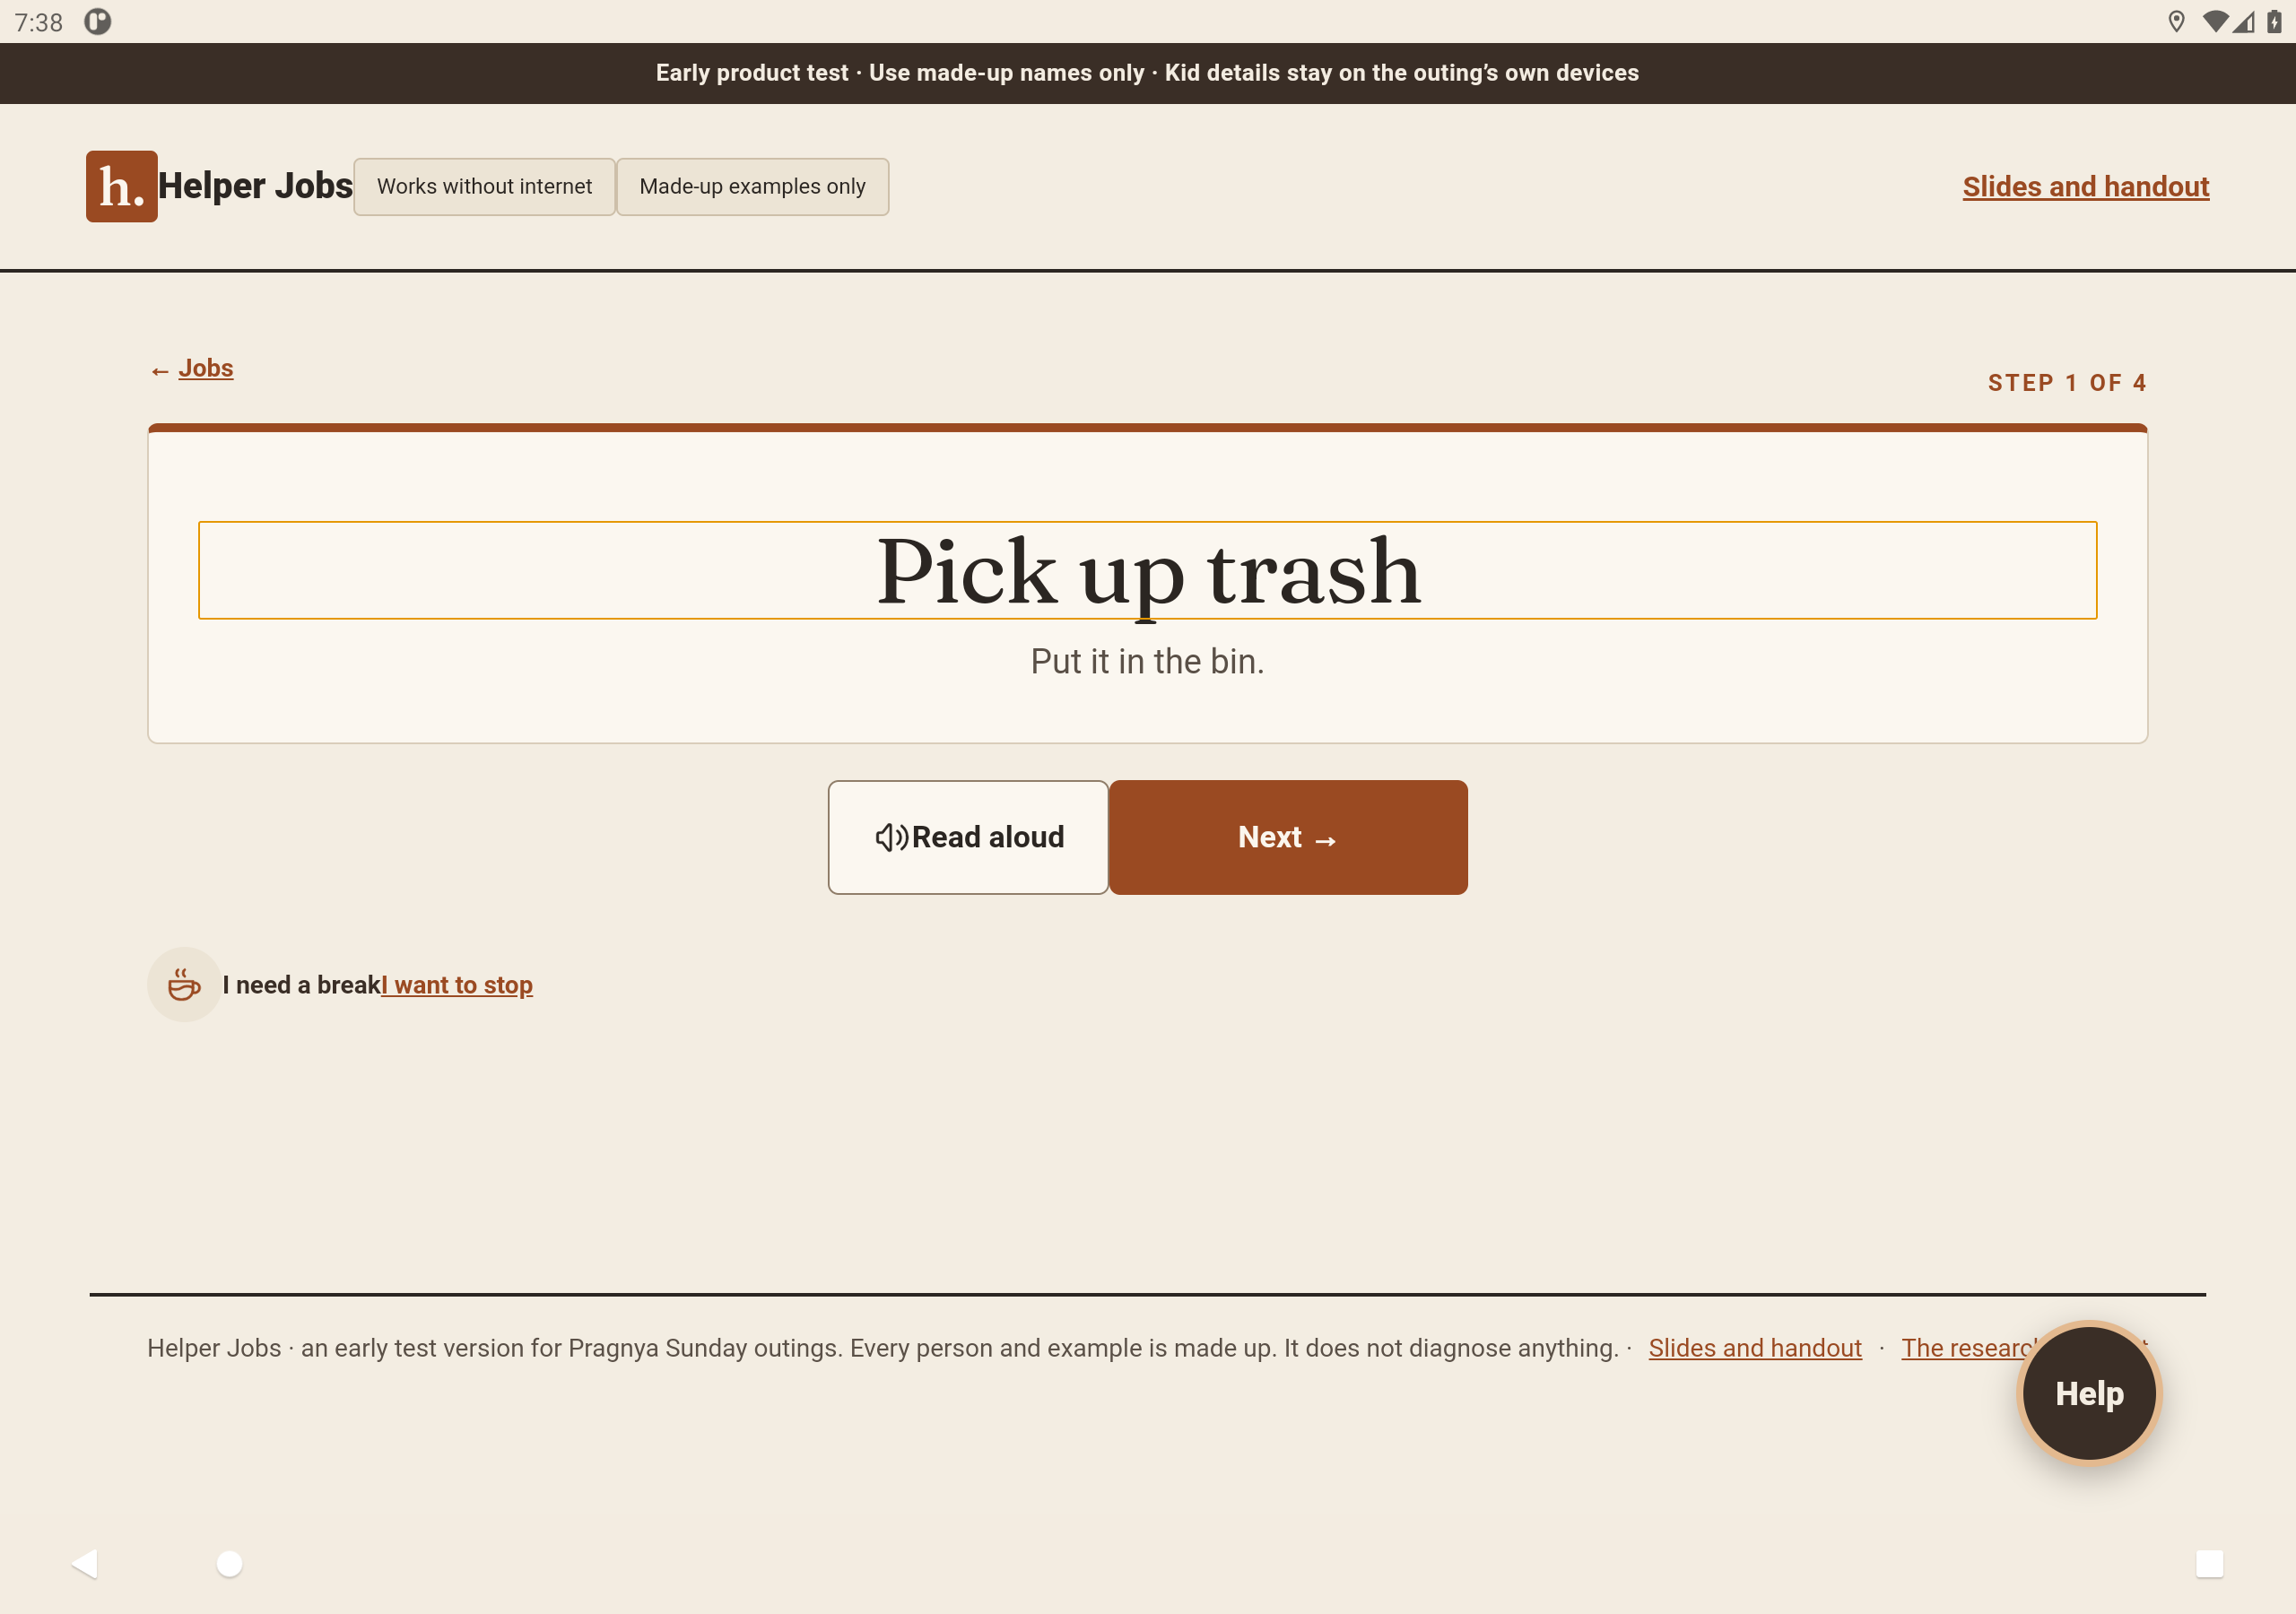 7:38
Early product test · Use made-up names only · Kid details stay on the outing’s own devices
h. Helper Jobs Works without internet Made-up examples only Slides and handout
← Jobs
STEP 1 OF 4
Pick up trash
Put it in the bin.
Read aloud Next →
I need a break I want to stop
Helper Jobs · an early test version for Pragnya Sunday outings. Every person and example is made up. It does not diagnose anything. · Slides and handout · The
Help